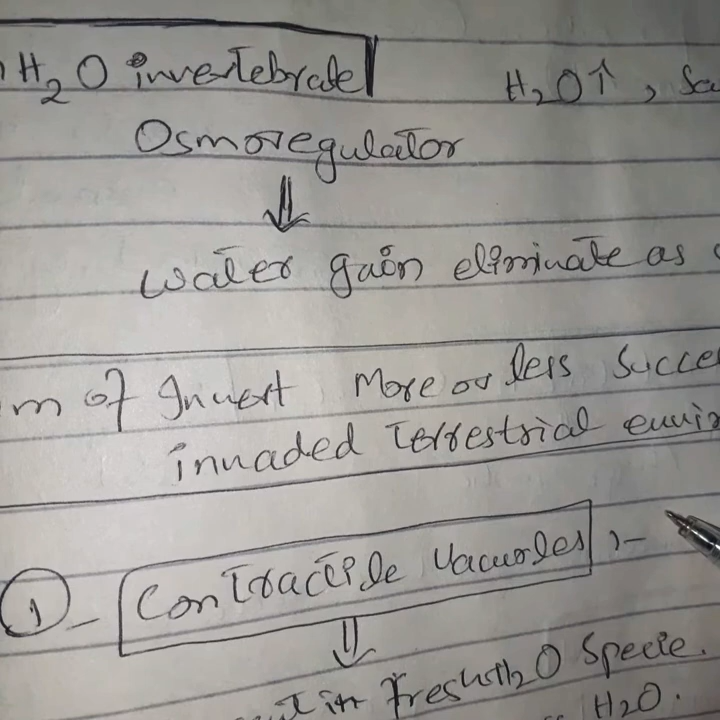 H₂O invertebrate H₂O↑,
Osmoregulator
⇓
water gain eliminate as
of Invert More or less Succe
invaded terrestrial envir
① - Contractile Vacuoles :-
⇓
in fresh H₂O Specie.
H₂O.